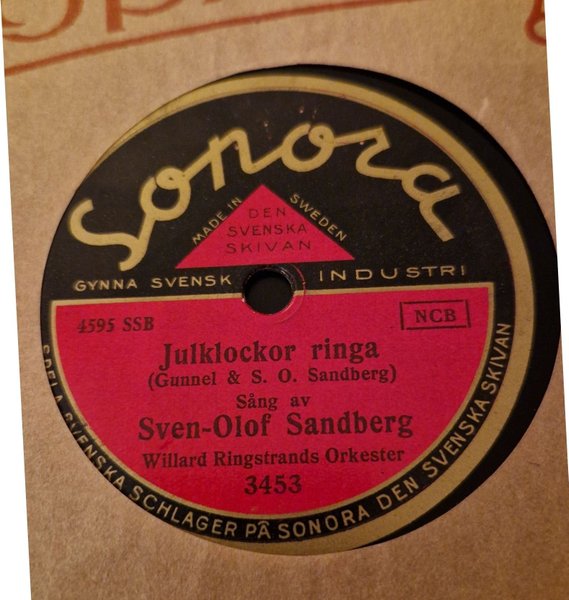 Sonora
MADE IN SWEDEN
DEN
SVENSKA
SKIVAN
GYNNA SVENSK INDUSTRI
4595 SSB
NCB
Julklockor ringa
(Gunnel & S. O. Sandberg)
Sång av
Sven-Olof Sandberg
Willard Ringstrands Orkester
3453
SPELA SVENSKA SCHLAGER PÅ SONORA DEN SVENSKA SKIVAN